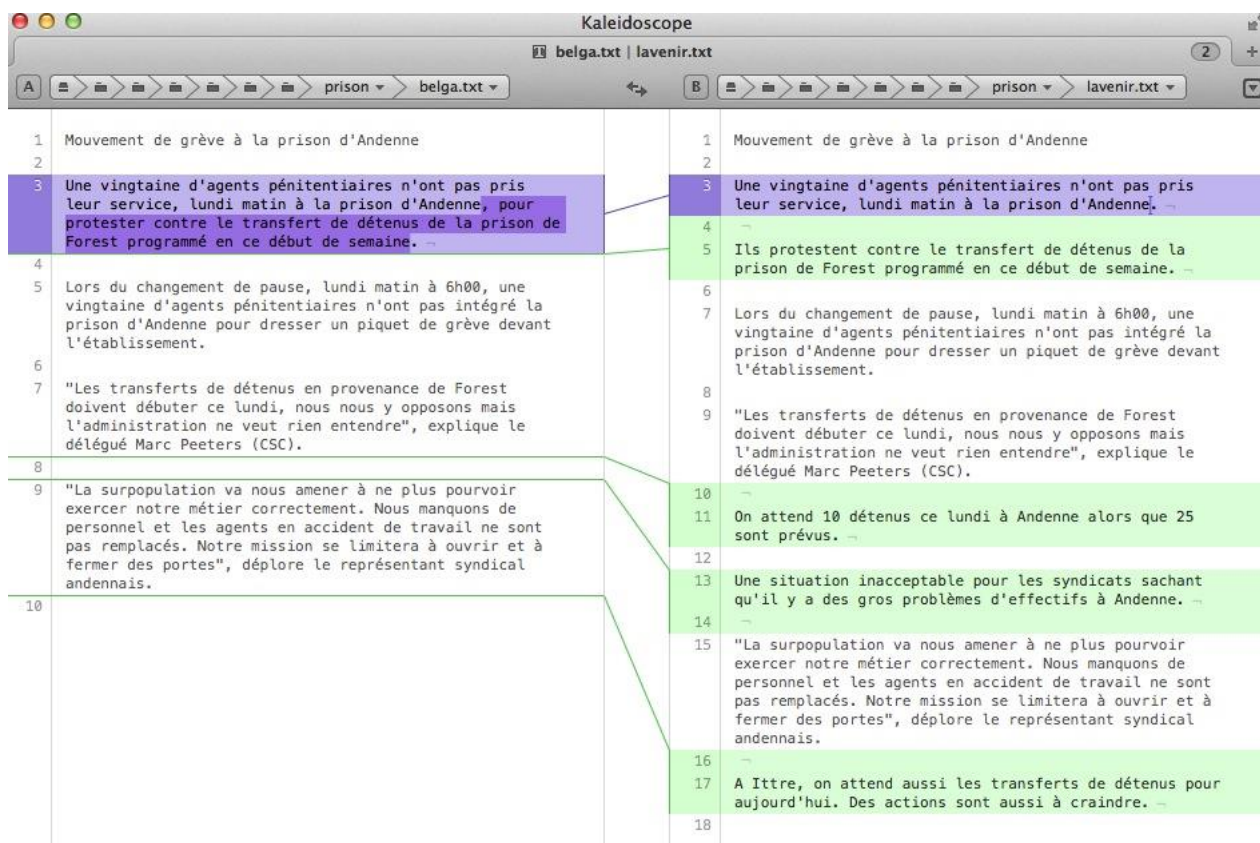 Kaleidoscope
belga.txt | lavenir.txt
2
A prison belga.txt
B prison lavenir.txt
1 Mouvement de grève à la prison d'Andenne
2
3 Une vingtaine d'agents pénitentiaires n'ont pas pris
leur service, lundi matin à la prison d'Andenne, pour
protester contre le transfert de détenus de la prison de
Forest programmé en ce début de semaine. ¬
4
5 Lors du changement de pause, lundi matin à 6h00, une
vingtaine d'agents pénitentiaires n'ont pas intégré la
prison d'Andenne pour dresser un piquet de grève devant
l'établissement.
6
7 "Les transferts de détenus en provenance de Forest
doivent débuter ce lundi, nous nous y opposons mais
l'administration ne veut rien entendre", explique le
délégué Marc Peeters (CSC).
8
9 "La surpopulation va nous amener à ne plus pourvoir
exercer notre métier correctement. Nous manquons de
personnel et les agents en accident de travail ne sont
pas remplacés. Notre mission se limitera à ouvrir et à
fermer des portes", déplore le représentant syndical
andennais.
10
1 Mouvement de grève à la prison d'Andenne
2
3 Une vingtaine d'agents pénitentiaires n'ont pas pris
leur service, lundi matin à la prison d'Andenne. ¬
4 ¬
5 Ils protestent contre le transfert de détenus de la
prison de Forest programmé en ce début de semaine. ¬
6
7 Lors du changement de pause, lundi matin à 6h00, une
vingtaine d'agents pénitentiaires n'ont pas intégré la
prison d'Andenne pour dresser un piquet de grève devant
l'établissement.
8
9 "Les transferts de détenus en provenance de Forest
doivent débuter ce lundi, nous nous y opposons mais
l'administration ne veut rien entendre", explique le
délégué Marc Peeters (CSC).
10 ¬
11 On attend 10 détenus ce lundi à Andenne alors que 25
sont prévus. ¬
12
13 Une situation inacceptable pour les syndicats sachant
qu'il y a des gros problèmes d'effectifs à Andenne. ¬
14 ¬
15 "La surpopulation va nous amener à ne plus pourvoir
exercer notre métier correctement. Nous manquons de
personnel et les agents en accident de travail ne sont
pas remplacés. Notre mission se limitera à ouvrir et à
fermer des portes", déplore le représentant syndical
andennais.
16 ¬
17 A Ittre, on attend aussi les transferts de détenus pour
aujourd'hui. Des actions sont aussi à craindre. ¬
18